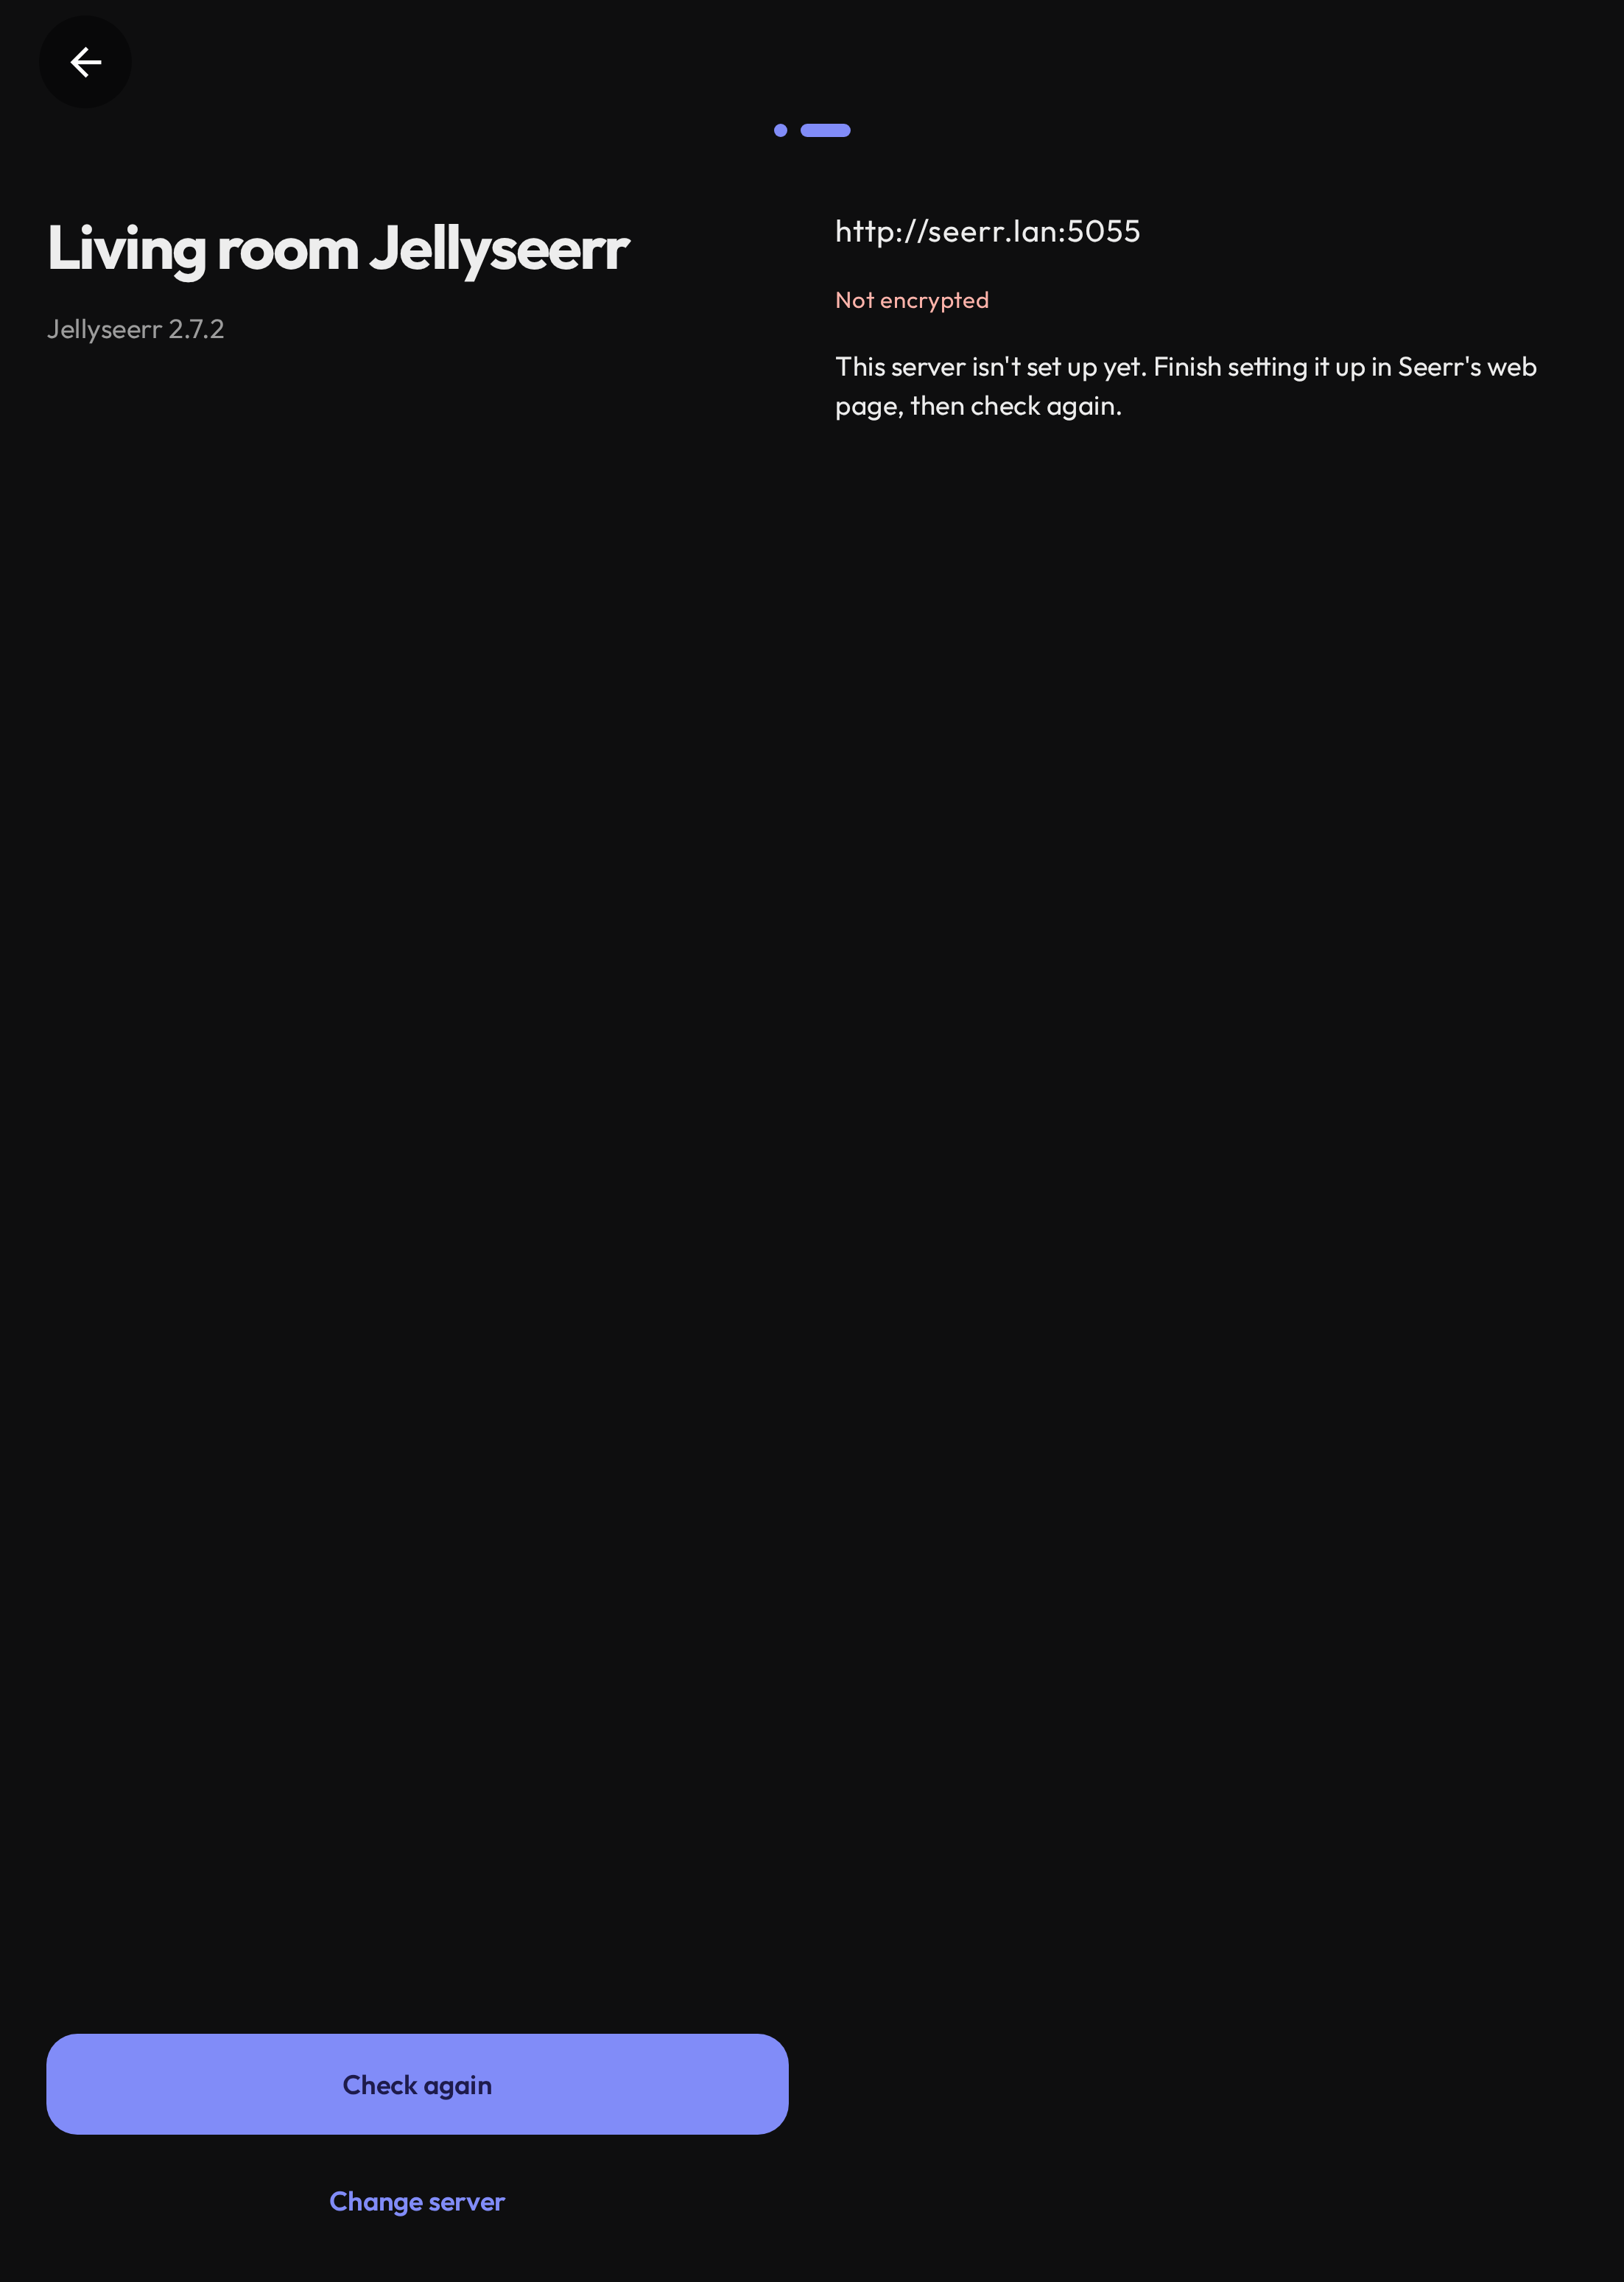 Living room Jellyseerr
Jellyseerr 2.7.2
http://seerr.lan:5055
Not encrypted
This server isn't set up yet. Finish setting it up in Seerr's web
page, then check again.
Check again
Change server